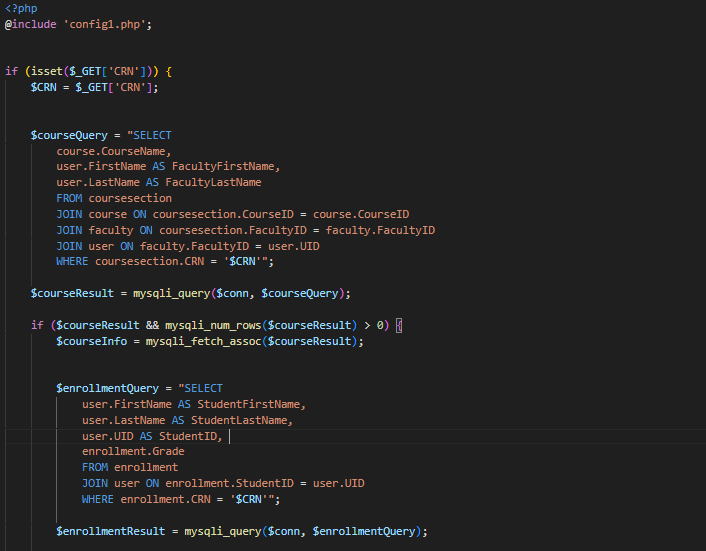 <?php
@include 'config1.php';
if (isset($_GET['CRN'])) {
$CRN = $_GET['CRN'];
$courseQuery = "SELECT
course.CourseName,
user.FirstName AS FacultyFirstName,
user.LastName AS FacultyLastName
FROM coursesection
JOIN course ON coursesection.CourseID = course.CourseID
JOIN faculty ON coursesection.FacultyID = faculty.FacultyID
JOIN user ON faculty.FacultyID = user.UID
WHERE coursesection.CRN = '$CRN'";
$courseResult = mysqli_query($conn, $courseQuery);
if ($courseResult && mysqli_num_rows($courseResult) > 0) {
$courseInfo = mysqli_fetch_assoc($courseResult);
$enrollmentQuery = "SELECT
user.FirstName AS StudentFirstName,
user.LastName AS StudentLastName,
user.UID AS StudentID,
enrollment.Grade
FROM enrollment
JOIN user ON enrollment.StudentID = user.UID
WHERE enrollment.CRN = '$CRN'";
$enrollmentResult = mysqli_query($conn, $enrollmentQuery);